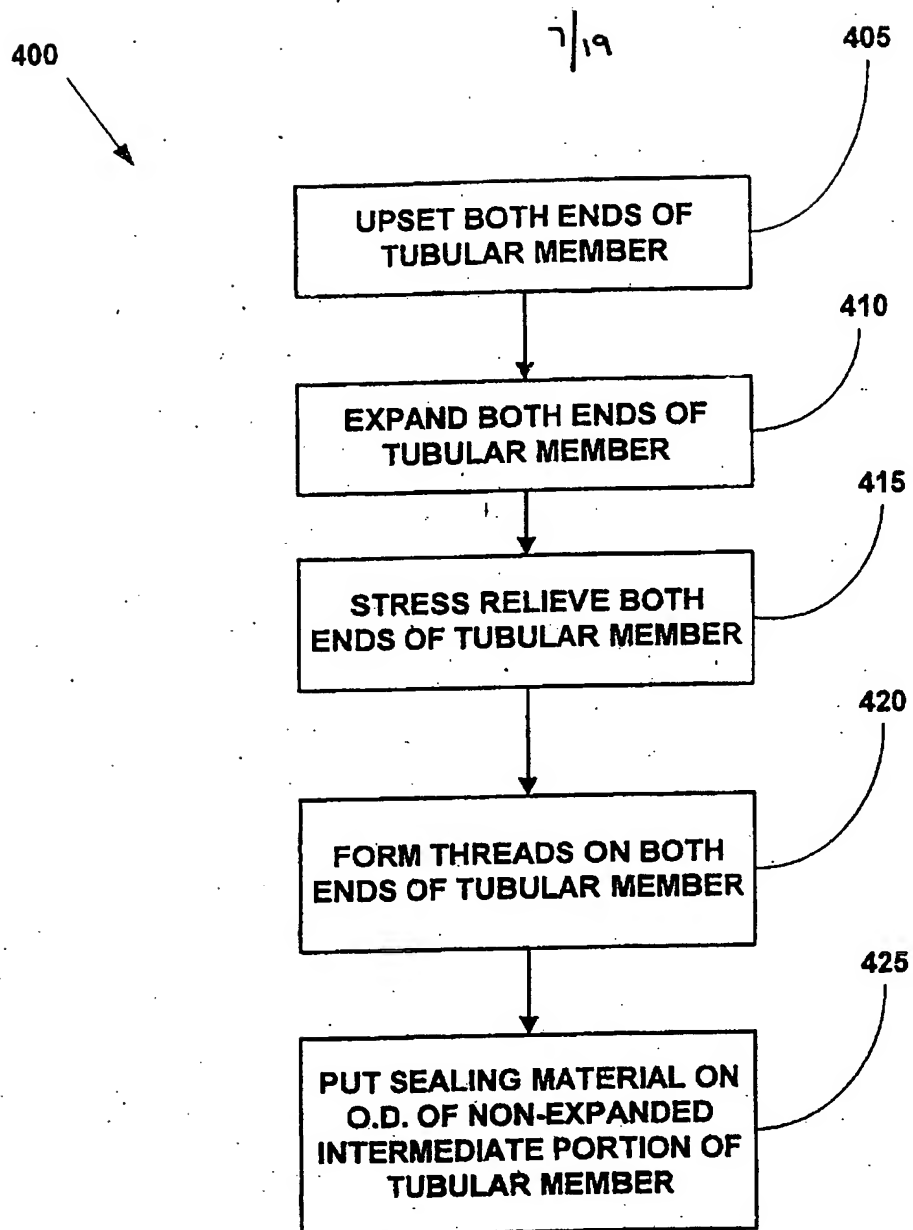 7/19
400
405
UPSET BOTH ENDS OF
TUBULAR MEMBER
410
EXPAND BOTH ENDS OF
TUBULAR MEMBER
415
STRESS RELIEVE BOTH
ENDS OF TUBULAR MEMBER
420
FORM THREADS ON BOTH
ENDS OF TUBULAR MEMBER
425
PUT SEALING MATERIAL ON
O.D. OF NON-EXPANDED
INTERMEDIATE PORTION OF
TUBULAR MEMBER